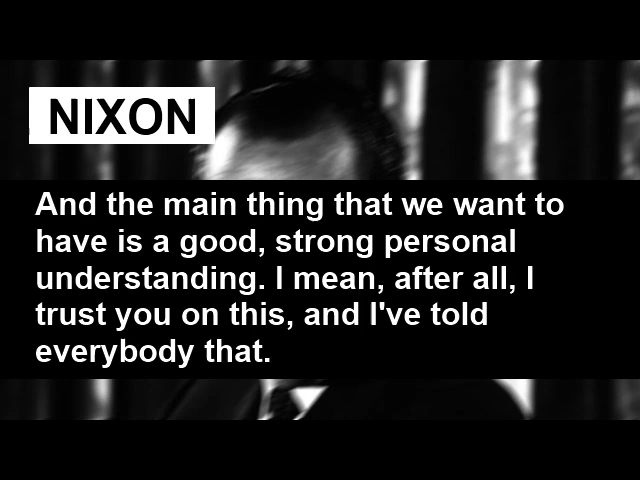 NIXON
And the main thing that we want to
have is a good, strong personal
understanding. I mean, after all, I
trust you on this, and I've told
everybody that.